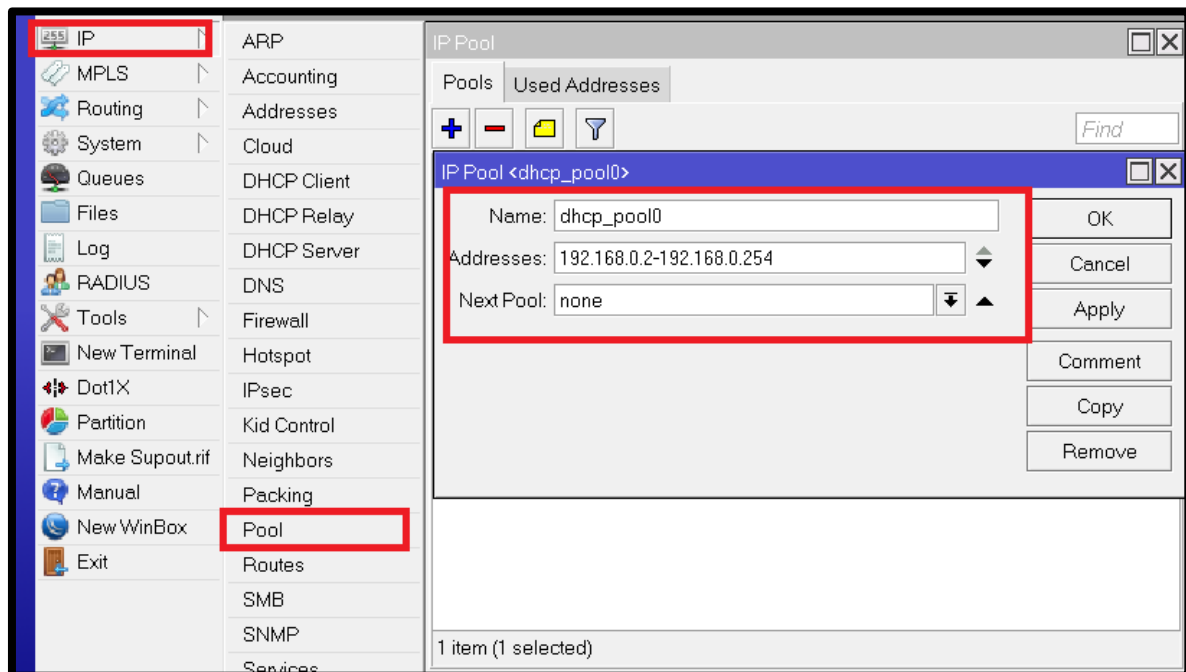 IP
MPLS
Routing
System
Queues
Files
Log
RADIUS
Tools
New Terminal
Dot1X
Partition
Make Supout.rif
Manual
New WinBox
Exit
ARP
Accounting
Addresses
Cloud
DHCP Client
DHCP Relay
DHCP Server
DNS
Firewall
Hotspot
IPsec
Kid Control
Neighbors
Packing
Pool
Routes
SMB
SNMP
Services
IP Pool
Pools Used Addresses
Find
IP Pool <dhcp_pool0>
Name: dhcp_pool0
Addresses: 192.168.0.2-192.168.0.254
Next Pool: none
OK
Cancel
Apply
Comment
Copy
Remove
1 item (1 selected)
255